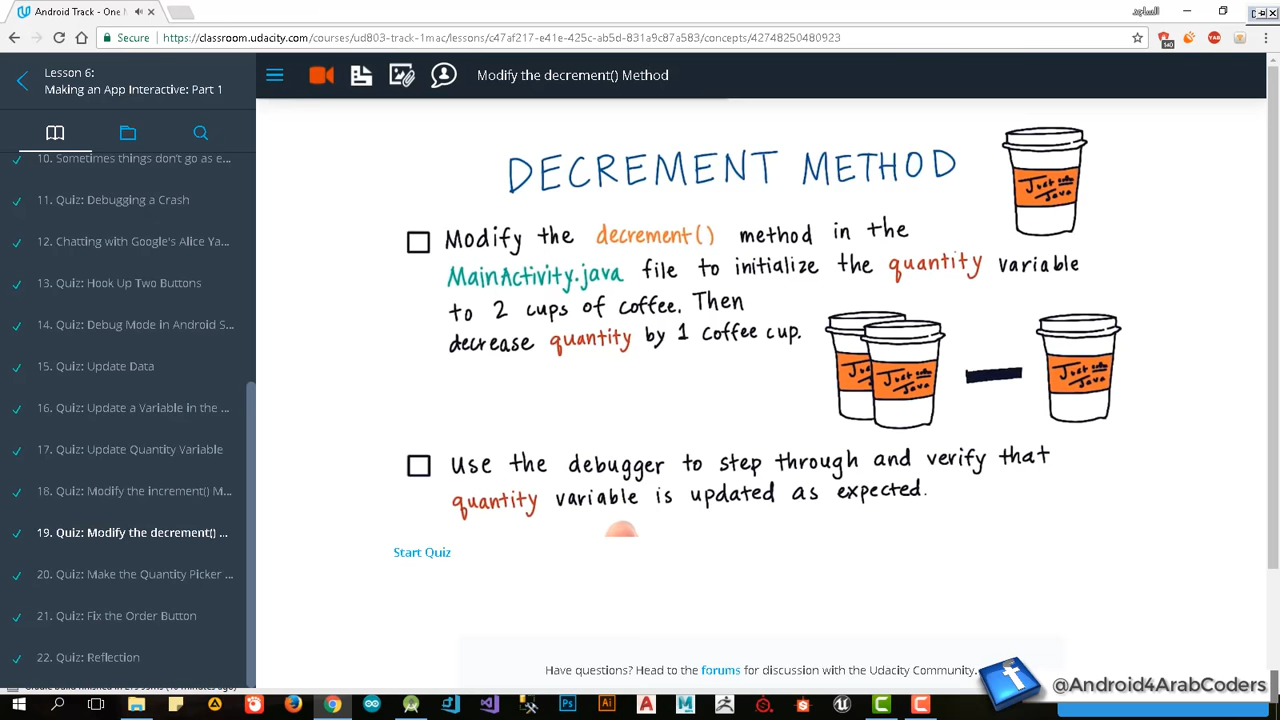 Android Track - One M
الساجد
Secure https://classroom.udacity.com/courses/ud803-track-1mac/lessons/c47af217-e41e-425c-ab5d-831a9c87a583/concepts/42748250480923
Lesson 6:
Making an App Interactive: Part 1
Modify the decrement() Method
10. Sometimes things don't go as e...
11. Quiz: Debugging a Crash
12. Chatting with Google's Alice Ya...
13. Quiz: Hook Up Two Buttons
14. Quiz: Debug Mode in Android S...
15. Quiz: Update Data
16. Quiz: Update a Variable in the ...
17. Quiz: Update Quantity Variable
18. Quiz: Modify the increment() M...
19. Quiz: Modify the decrement() ...
20. Quiz: Make the Quantity Picker ...
21. Quiz: Fix the Order Button
22. Quiz: Reflection
DECREMENT METHOD
Modify the decrement() method in the
MainActivity.java file to initialize the quantity variable
to 2 cups of coffee. Then
decrease quantity by 1 coffee cup.
Just Java
Just Java
Just Java
Use the debugger to step through and verify that
quantity variable is updated as expected.
Start Quiz
Have questions? Head to the forums for discussion with the Udacity Community.
@Android4ArabCoders